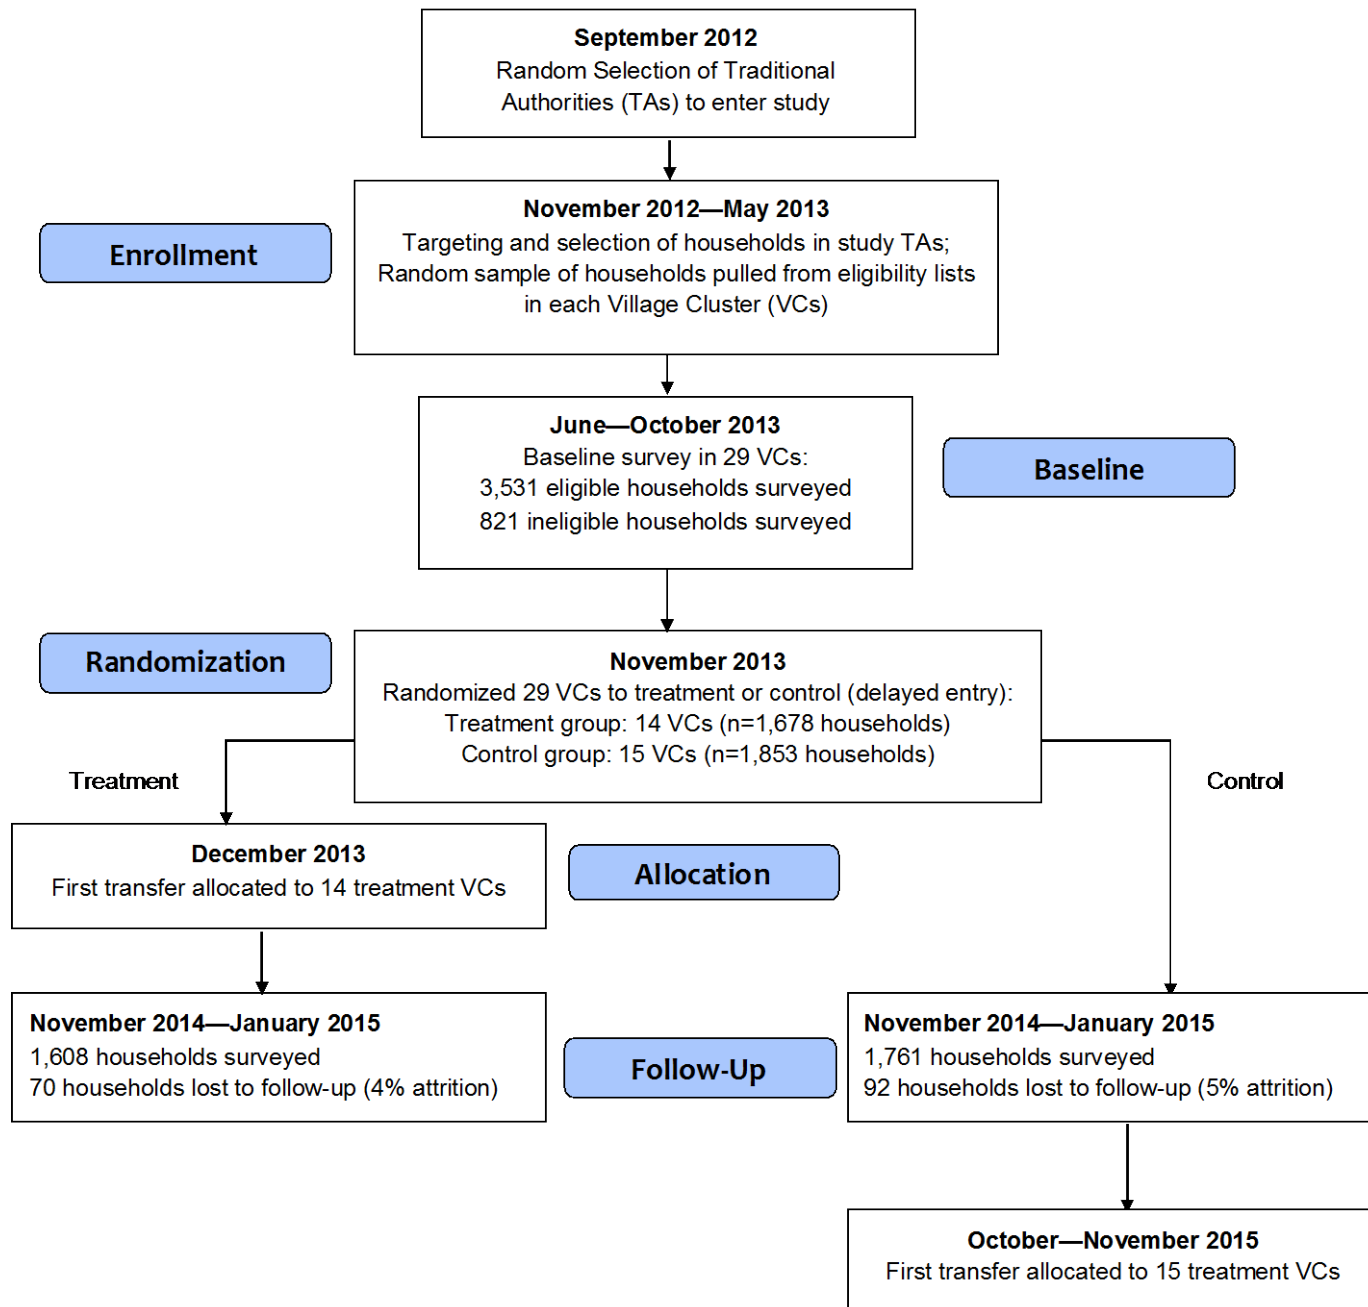 September 2012
Random Selection of Traditional
Authorities (TAs) to enter study
November 2012—May 2013
Targeting and selection of households in study TAs;
Random sample of households pulled from eligibility lists
in each Village Cluster (VCs)
Enrollment
June—October 2013
Baseline survey in 29 VCs:
3,531 eligible households surveyed
821 ineligible households surveyed
Baseline
Randomization
November 2013
Randomized 29 VCs to treatment or control (delayed entry):
Treatment group: 14 VCs (n=1,678 households)
Control group: 15 VCs (n=1,853 households)
Treatment
Control
December 2013
First transfer allocated to 14 treatment VCs
Allocation
November 2014—January 2015
1,608 households surveyed
70 households lost to follow-up (4% attrition)
Follow-Up
November 2014—January 2015
1,761 households surveyed
92 households lost to follow-up (5% attrition)
October—November 2015
First transfer allocated to 15 treatment VCs